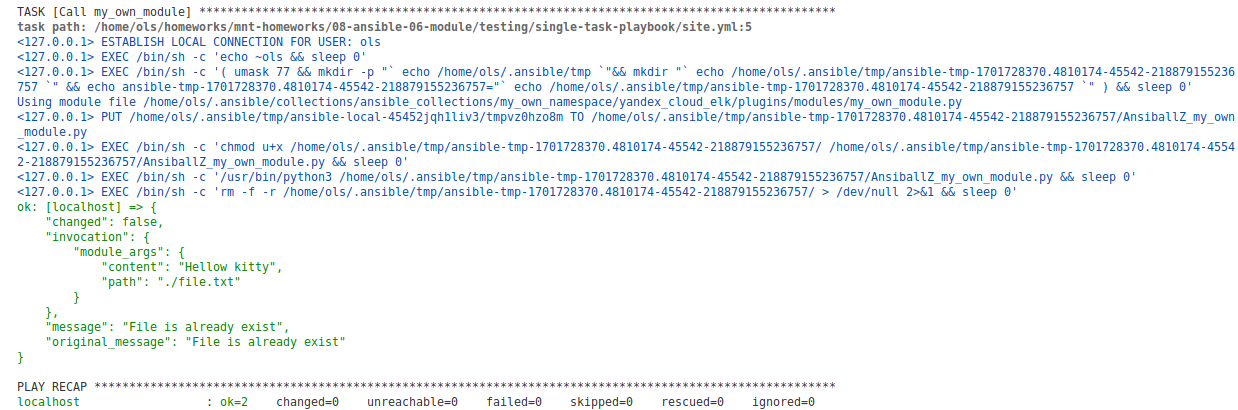 TASK [Call my_own_module] *******************************************************************************************
task path: /home/ols/homeworks/mnt-homeworks/08-ansible-06-module/testing/single-task-playbook/site.yml:5
<127.0.0.1> ESTABLISH LOCAL CONNECTION FOR USER: ols
<127.0.0.1> EXEC /bin/sh -c 'echo ~ols && sleep 0'
<127.0.0.1> EXEC /bin/sh -c '( umask 77 && mkdir -p "` echo /home/ols/.ansible/tmp `"&& mkdir "` echo /home/ols/.ansible/tmp/ansible-tmp-1701728370.4810174-45542-218879155236
757 `" && echo ansible-tmp-1701728370.4810174-45542-218879155236757="` echo /home/ols/.ansible/tmp/ansible-tmp-1701728370.4810174-45542-218879155236757 `" ) && sleep 0'
Using module file /home/ols/.ansible/collections/ansible_collections/my_own_namespace/yandex_cloud_elk/plugins/modules/my_own_module.py
<127.0.0.1> PUT /home/ols/.ansible/tmp/ansible-local-45452jqh1liv3/tmpvz0hzo8m TO /home/ols/.ansible/tmp/ansible-tmp-1701728370.4810174-45542-218879155236757/AnsiballZ_my_own
_module.py
<127.0.0.1> EXEC /bin/sh -c 'chmod u+x /home/ols/.ansible/tmp/ansible-tmp-1701728370.4810174-45542-218879155236757/ /home/ols/.ansible/tmp/ansible-tmp-1701728370.4810174-4554
2-218879155236757/AnsiballZ_my_own_module.py && sleep 0'
<127.0.0.1> EXEC /bin/sh -c '/usr/bin/python3 /home/ols/.ansible/tmp/ansible-tmp-1701728370.4810174-45542-218879155236757/AnsiballZ_my_own_module.py && sleep 0'
<127.0.0.1> EXEC /bin/sh -c 'rm -f -r /home/ols/.ansible/tmp/ansible-tmp-1701728370.4810174-45542-218879155236757/ > /dev/null 2>&1 && sleep 0'
ok: [localhost] => {
    "changed": false,
    "invocation": {
        "module_args": {
            "content": "Hellow kitty",
            "path": "./file.txt"
        }
    },
    "message": "File is already exist",
    "original_message": "File is already exist"
}
PLAY RECAP **********************************************************************************************************
localhost                  : ok=2    changed=0    unreachable=0    failed=0    skipped=0    rescued=0    ignored=0